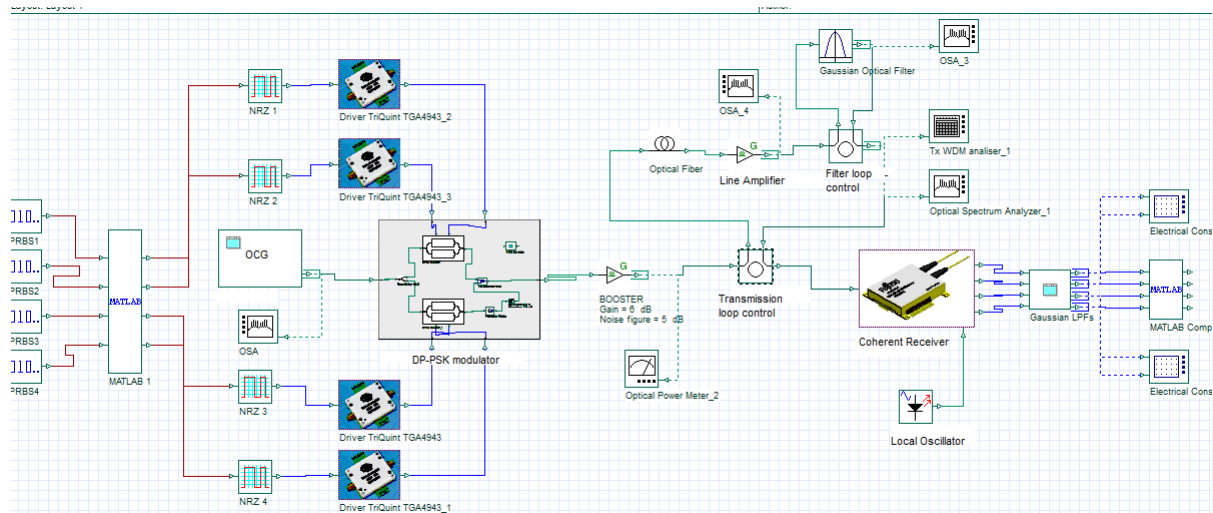 Gaussian Optical Filter
OSA_3
OSA_4
G
NRZ 1
Driver TriQuint TGA4943_2
Optical Fiber
Line Amplifier
Filter loop
control
Tx WDM analiser_1
NRZ 2
Driver TriQuint TGA4943_3
Optical Spectrum Analyzer_1
010..
PRBS1
010..
PRBS2
010..
PRBS3
010..
PRBS4
MATLAB
MATLAB 1
OCG
OSA
DP-PSK modulator
G
BOOSTER
Gain = 6 dB
Noise figure = 5 dB
Transmission
loop control
Optical Power Meter_2
Coherent Receiver
Gaussian LPFs
Electrical Cons
MATLAB
MATLAB Comp
Electrical Cons
Local Oscillator
NRZ 3
Driver TriQuint TGA4943
NRZ 4
Driver TriQuint TGA4943_1